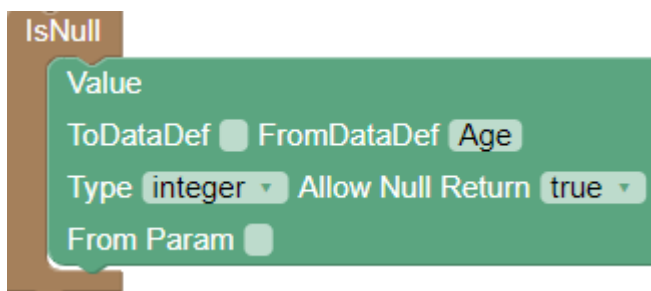 IsNull
Value
ToDataDef FromDataDef Age
Type integer Allow Null Return true
From Param